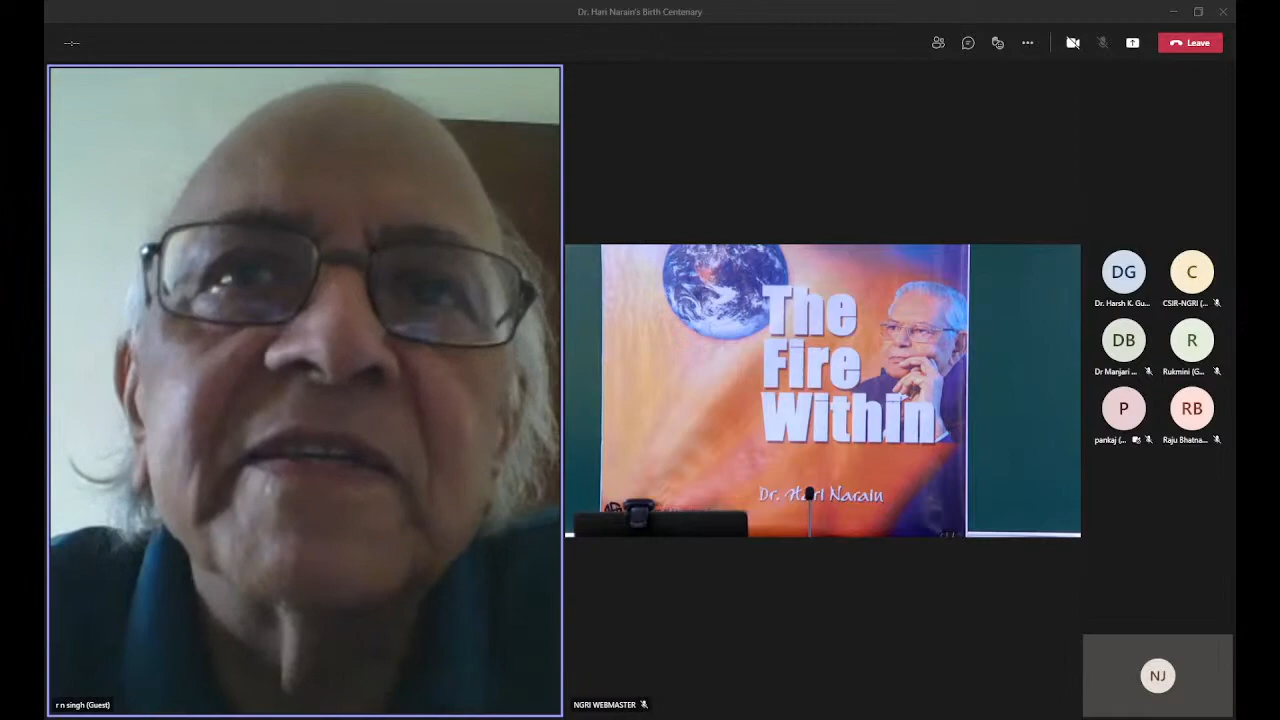 Dr. Hari Narain's Birth Centenary
Leave
The
Fire
Within
Dr. Hari Narain
DG
C
Dr. Harsh K. Gu...
CSIR-NGRI (...
DB
R
Dr Manjari ...
Rukmini (G...
P
RB
pankaj (...
Raju Bhatna...
NJ
r n singh (Guest)
NGRI WEBMASTER